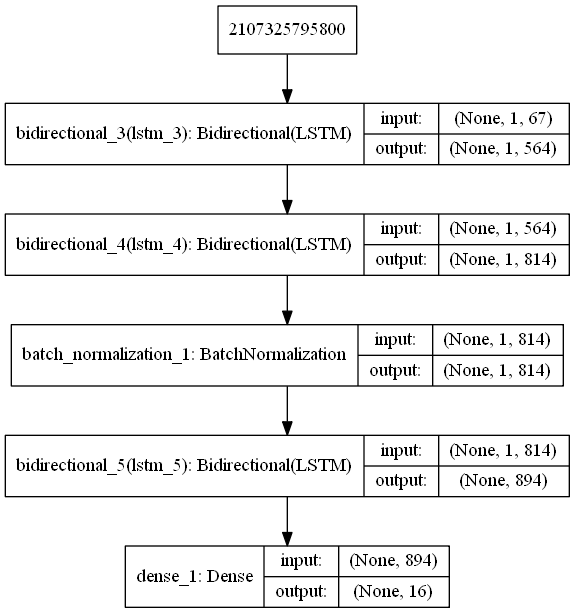 2107325795800
bidirectional_3(lstm_3): Bidirectional(LSTM)
input: (None, 1, 67)
output: (None, 1, 564)
bidirectional_4(lstm_4): Bidirectional(LSTM)
input: (None, 1, 564)
output: (None, 1, 814)
batch_normalization_1: BatchNormalization
input: (None, 1, 814)
output: (None, 1, 814)
bidirectional_5(lstm_5): Bidirectional(LSTM)
input: (None, 1, 814)
output: (None, 894)
dense_1: Dense
input: (None, 894)
output: (None, 16)